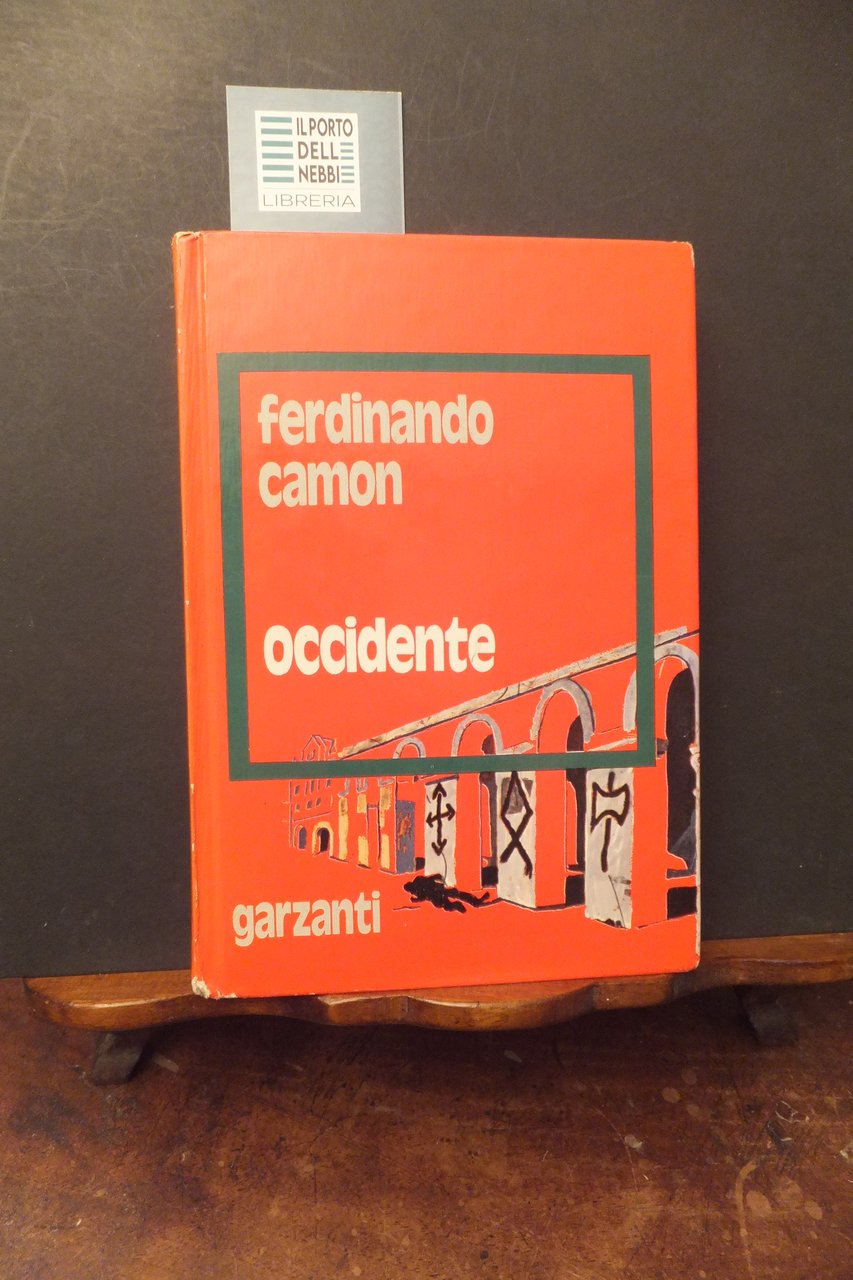 IL PORTO
DELL
NEBBI
LIBRERIA
ferdinando
camon
occidente
garzanti